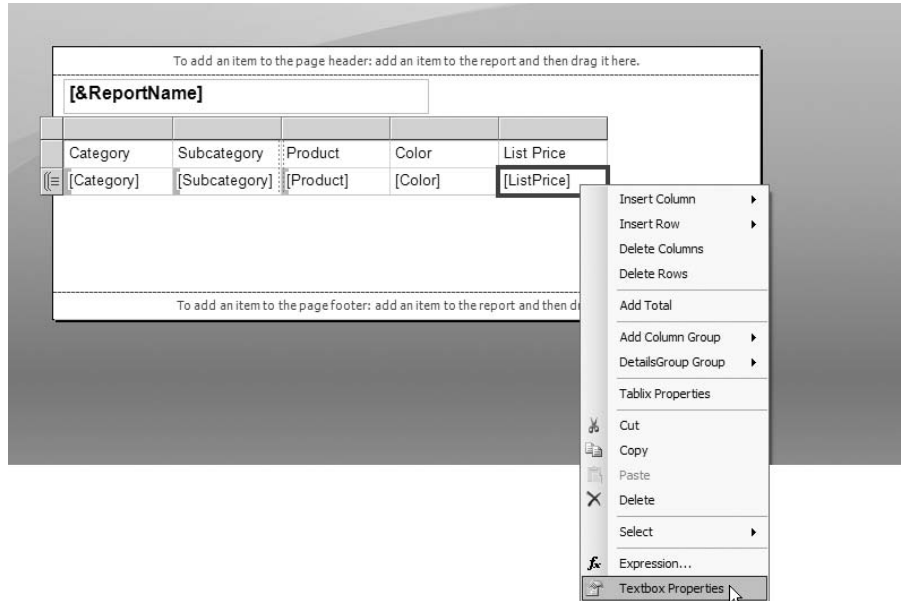 To add an item to the page header: add an item to the report and then drag it here.
[&ReportName]
Category Subcategory Product Color List Price
[Category] [Subcategory] [Product] [Color] [ListPrice]
To add an item to the page footer: add an item to the report and then d
Insert Column
Insert Row
Delete Columns
Delete Rows
Add Total
Add Column Group
DetailsGroup Group
Tablix Properties
Cut
Copy
Paste
Delete
Select
fx Expression...
Textbox Properties